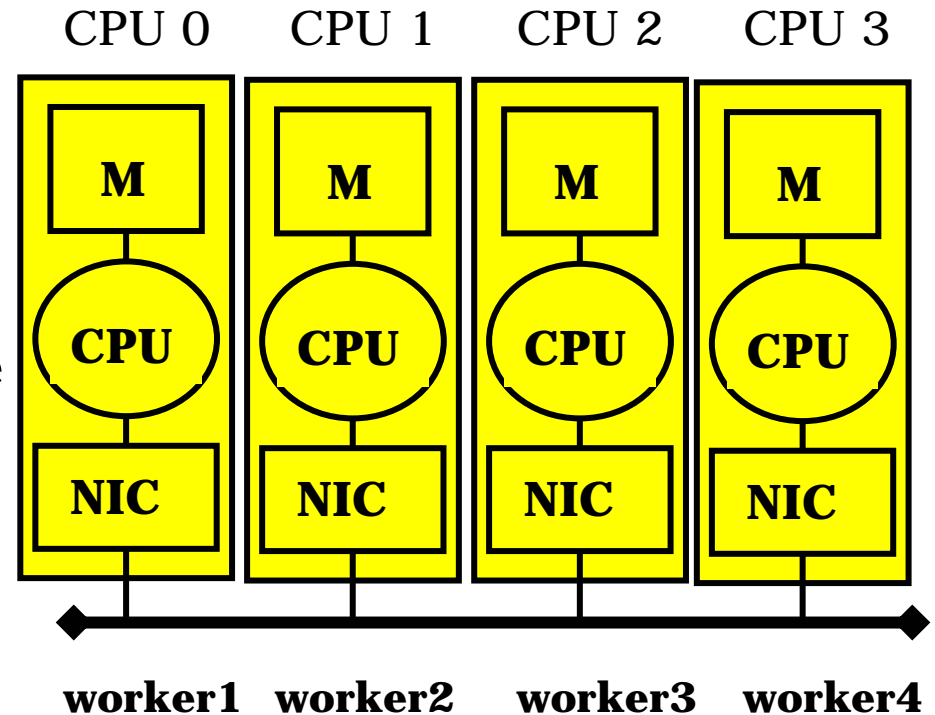 CPU 0 CPU 1 CPU 2 CPU 3
M M M M
CPU CPU CPU CPU
NIC NIC NIC NIC
worker1 worker2 worker3 worker4